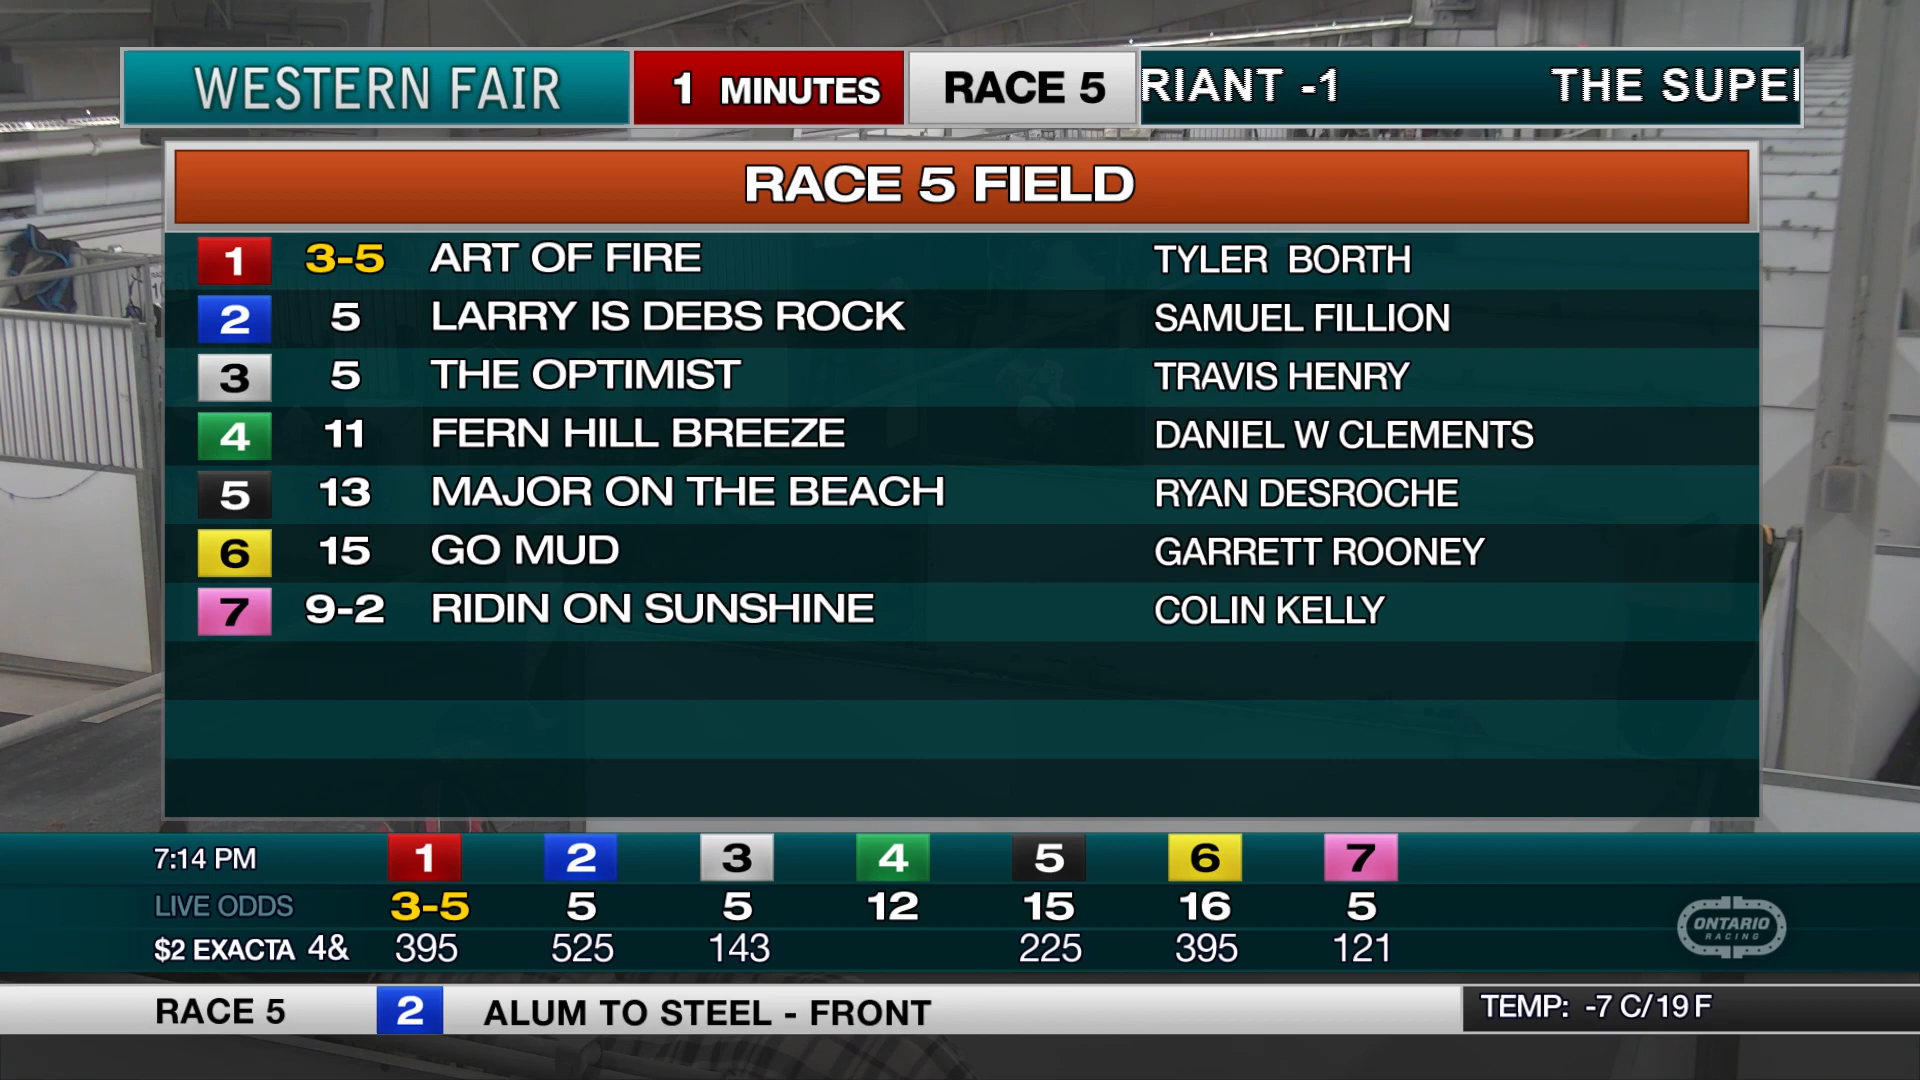 WESTERN FAIR 1 MINUTES RACE 5 RIANT -1 THE SUPE
RACE 5 FIELD
1 3-5 ART OF FIRE TYLER BORTH
2 5 LARRY IS DEBS ROCK SAMUEL FILLION
3 5 THE OPTIMIST TRAVIS HENRY
4 11 FERN HILL BREEZE DANIEL W CLEMENTS
5 13 MAJOR ON THE BEACH RYAN DESROCHE
6 15 GO MUD GARRETT ROONEY
7 9-2 RIDIN ON SUNSHINE COLIN KELLY
7:14 PM 1 2 3 4 5 6 7
LIVE ODDS 3-5 5 5 12 15 16 5
$2 EXACTA 4& 395 525 143 225 395 121
ONTARIO
RACING
RACE 5 2 ALUM TO STEEL - FRONT TEMP: -7 C/19 F